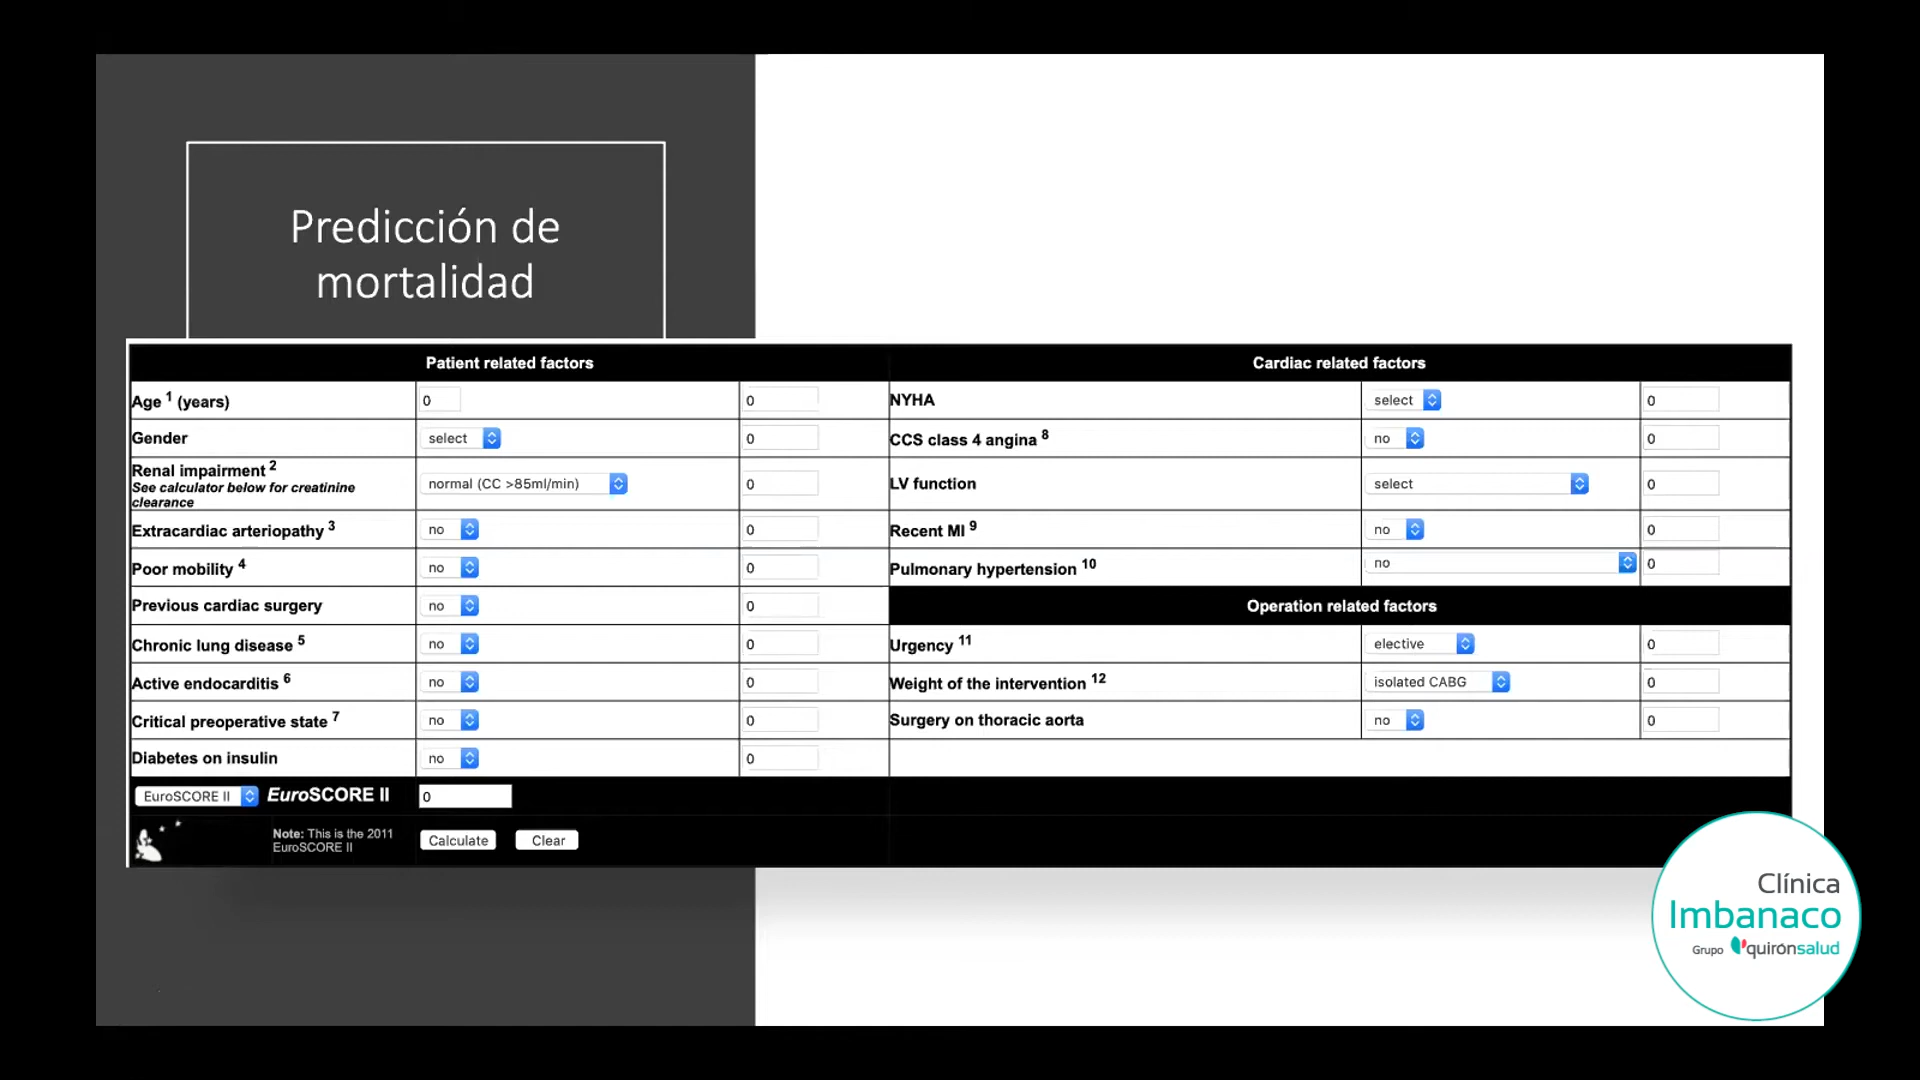 Predicción de
mortalidad
Patient related factors
Cardiac related factors
Age 1 (years) 0 0 NYHA select 0
Gender select 0 CCS class 4 angina 8 no 0
Renal impairment 2
See calculator below for creatinine
clearance
normal (CC >85ml/min) 0 LV function select 0
Extracardiac arteriopathy 3 no 0 Recent MI 9 no 0
Poor mobility 4 no 0 Pulmonary hypertension 10 no 0
Previous cardiac surgery no 0 Operation related factors
Chronic lung disease 5 no 0 Urgency 11 elective 0
Active endocarditis 6 no 0 Weight of the intervention 12 isolated CABG 0
Critical preoperative state 7 no 0 Surgery on thoracic aorta no 0
Diabetes on insulin no 0
EuroSCORE II EuroSCORE II 0
Note: This is the 2011
EuroSCORE II
Calculate Clear
Clínica
Imbanaco
Grupo quirónsalud